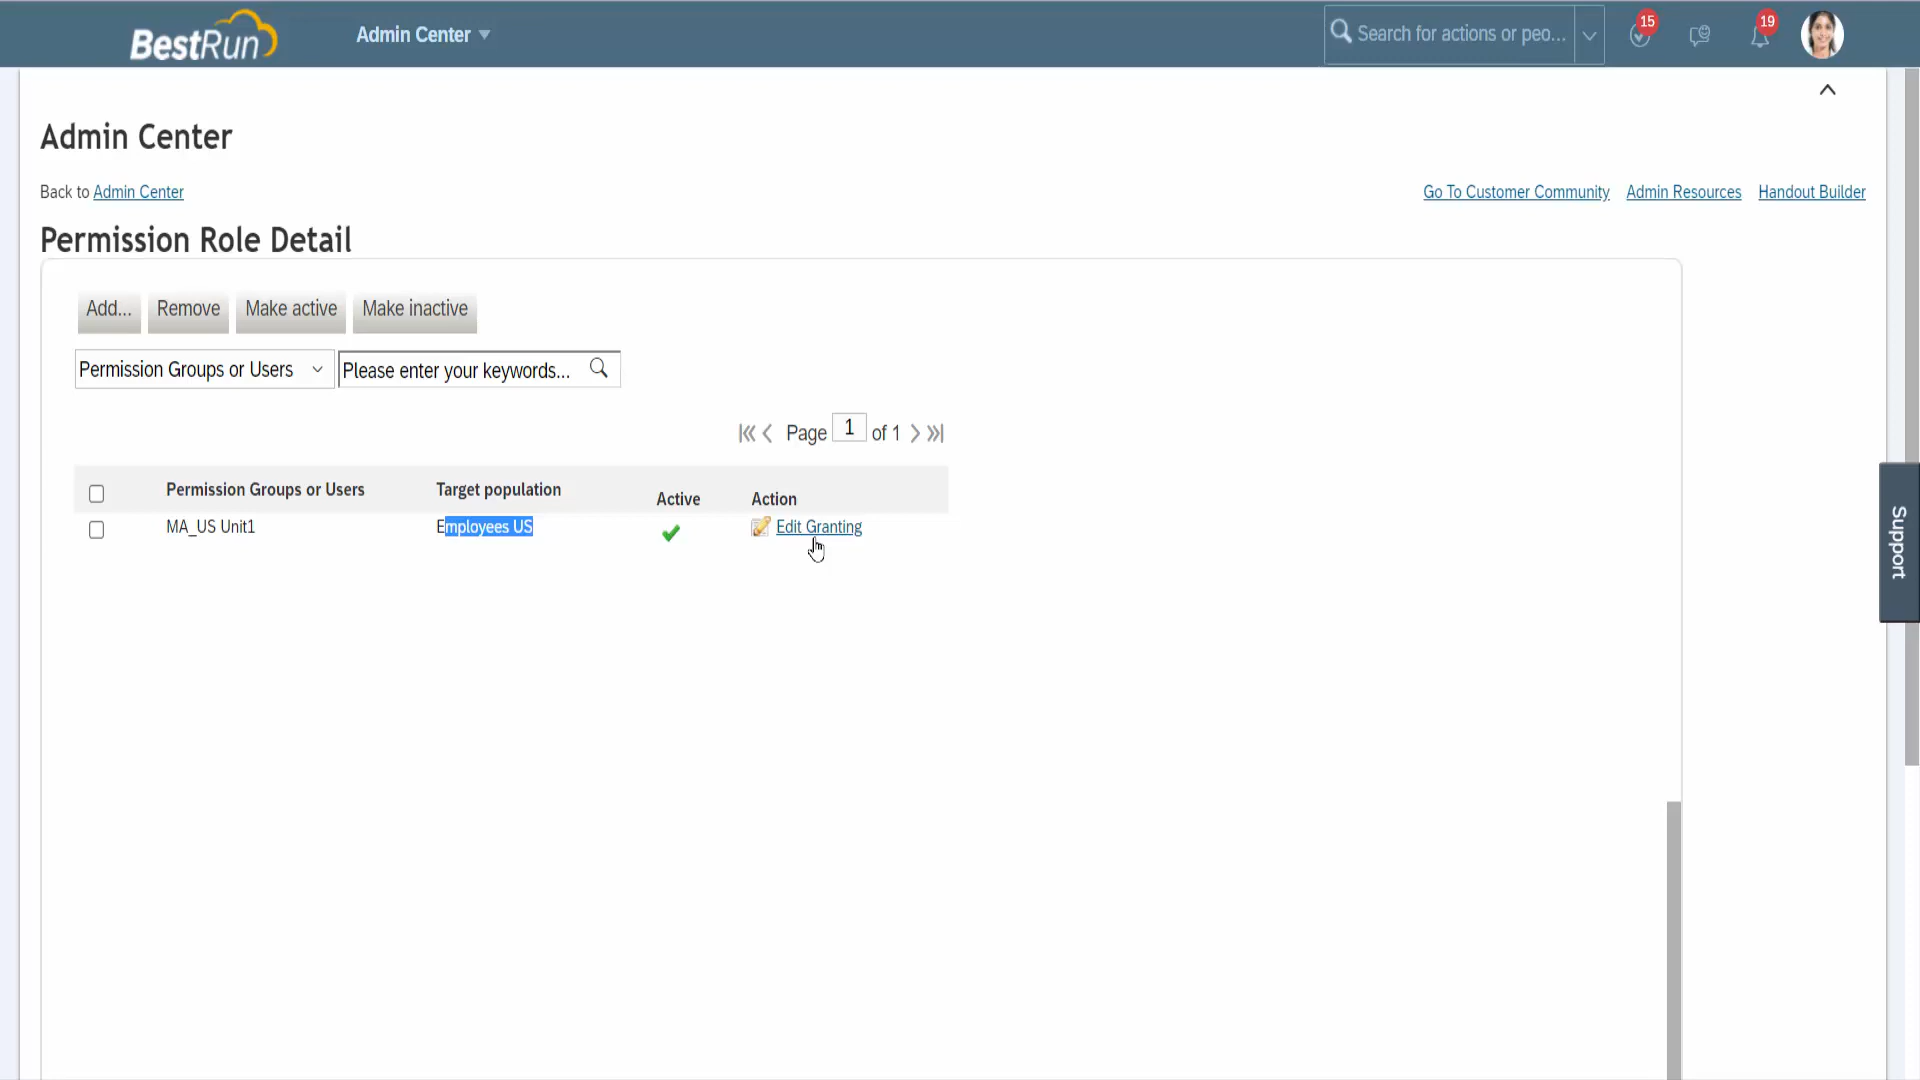 BestRun
Admin Center
Search for actions or peo...
15
19
Admin Center
Back to Admin Center
Go To Customer Community Admin Resources Handout Builder
Permission Role Detail
Add... Remove Make active Make inactive
Permission Groups or Users Please enter your keywords...
Page 1 of 1
Permission Groups or Users Target population Active Action
MA_US Unit1 Employees US Edit Granting
Support